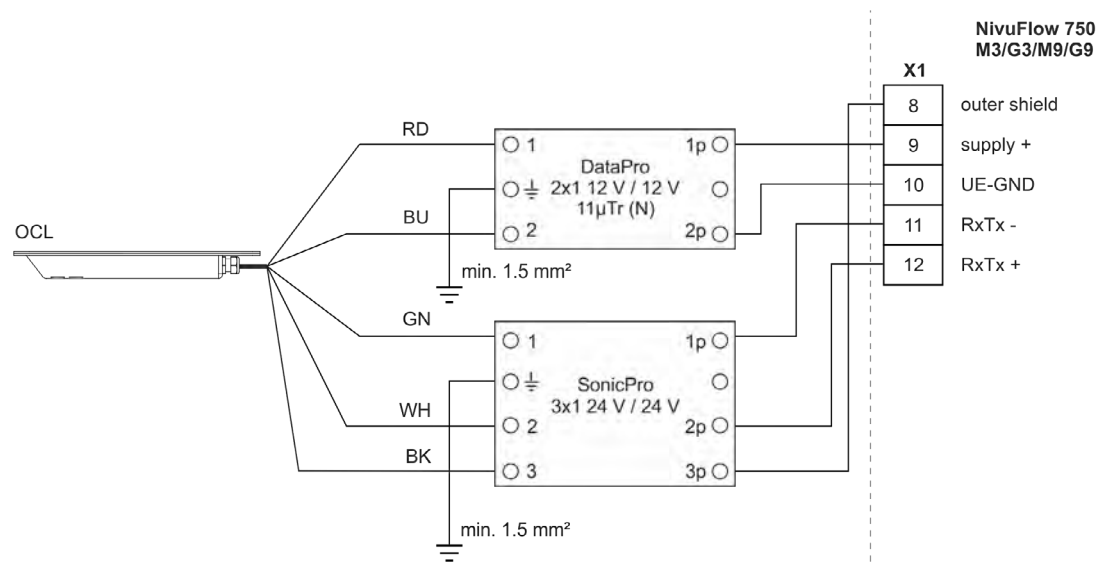 NivuFlow 750
M3/G3/M9/G9
X1
8 outer shield
9 supply +
10 UE-GND
11 RxTx -
12 RxTx +
OCL
RD
BU
GN
WH
BK
1 1p
DataPro
2x1 12 V / 12 V
11µTr (N)
2 2p
min. 1.5 mm²
1 1p
SonicPro
3x1 24 V / 24 V
2 2p
3 3p
min. 1.5 mm²